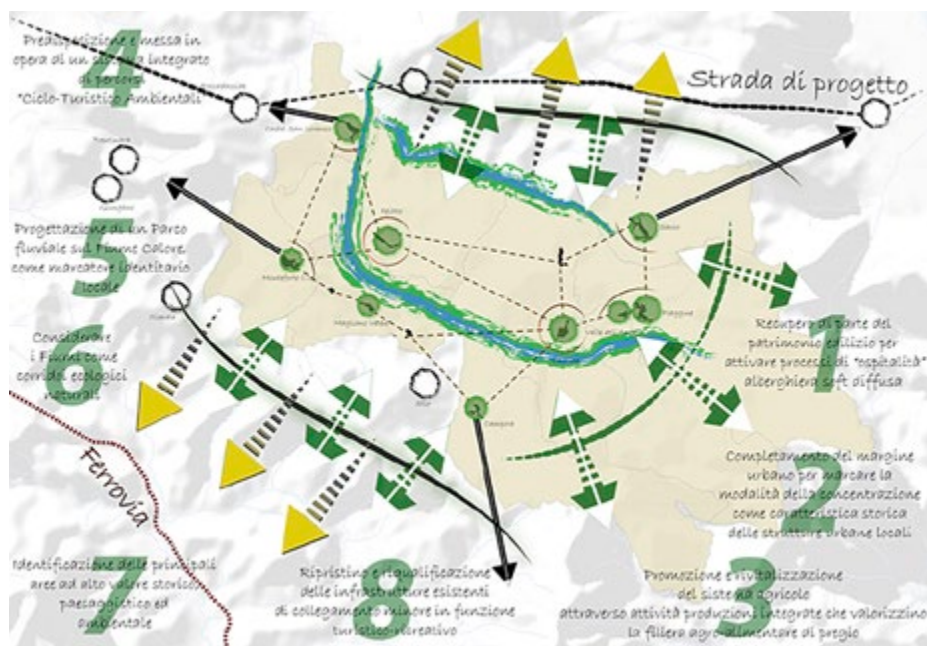 4
Predisposizione e messa in
opera di un sistema integrato
di percorsi
"Ciclo-Turistico Ambientali"
Strada di progetto
5
Progettazione di un Parco
fluviale sul Fiume Calore,
come marcatore identitario
locale
6
Considerare
i Fiumi come
corridoi ecologici
naturali
Ferrovia
1
Recupero di parte del
patrimonio edilizio per
attivare processi di "ospitalità"
alberghiera soft diffusa
2
Completamento del margine
urbano per marcare la
modalità della concentrazione
come caratteristica storica
delle strutture urbane locali
7
Identificazione delle principali
aree ad alto valore storico,
paesaggistico ed
ambientale
8
Ripristino e riqualificazione
delle infrastrutture esistenti
di collegamento minore in funzione
turistico-ricreativo
3
Promozione e rivitalizzazione
del sistema agricolo
attraverso attività produzioni integrate che valorizzino
la filiera agro-alimentare di pregio
Piaggine
Campora